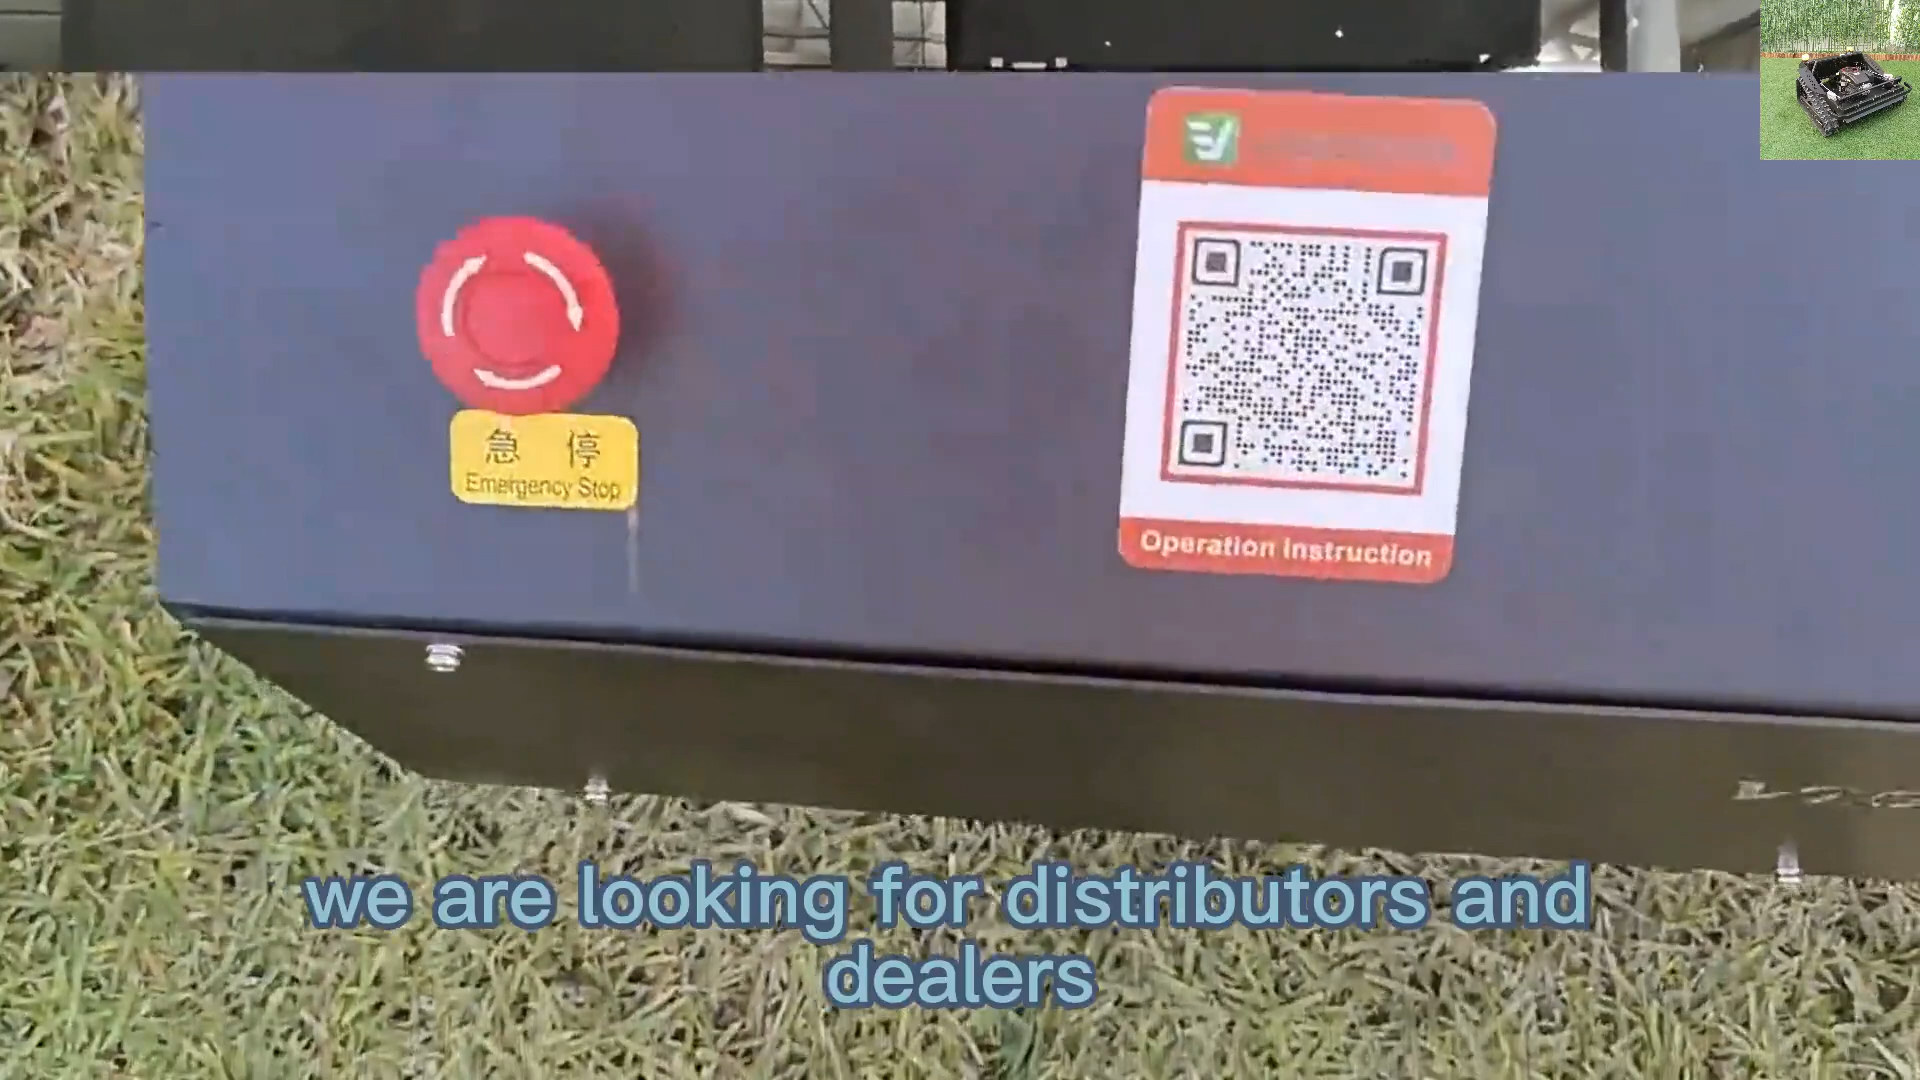 急 停
Emergency Stop
Operation Instruction
we are looking for distributors and
dealers